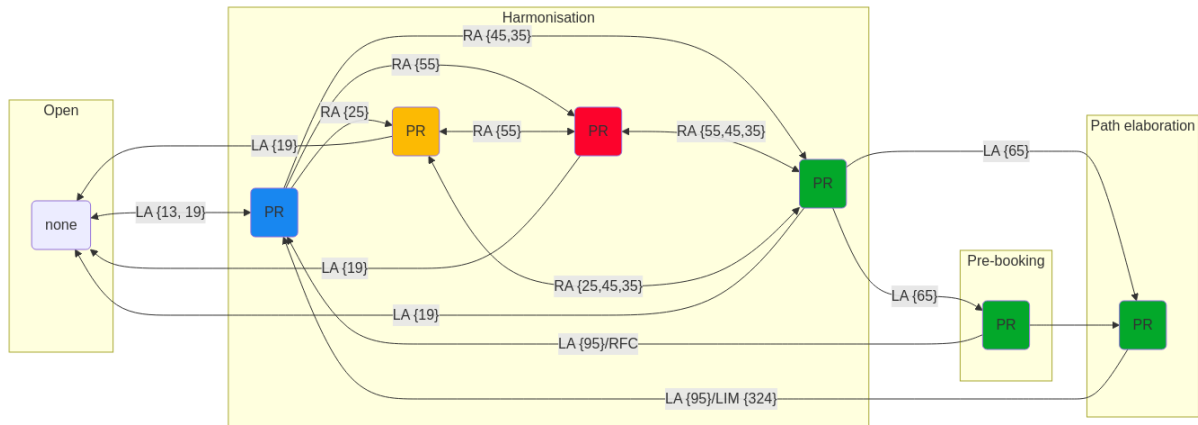 Harmonisation
RA {45,35}
RA {55}
Open
RA {25}
PR
RA {55}
PR
RA {55,45,35}
Path elaboration
LA {19}
LA {65}
PR
PR
none
LA {13, 19}
LA {19}
Pre-booking
RA {25,45,35}
LA {65}
LA {19}
PR
PR
LA {95}/RFC
LA {95}/LIM {324}